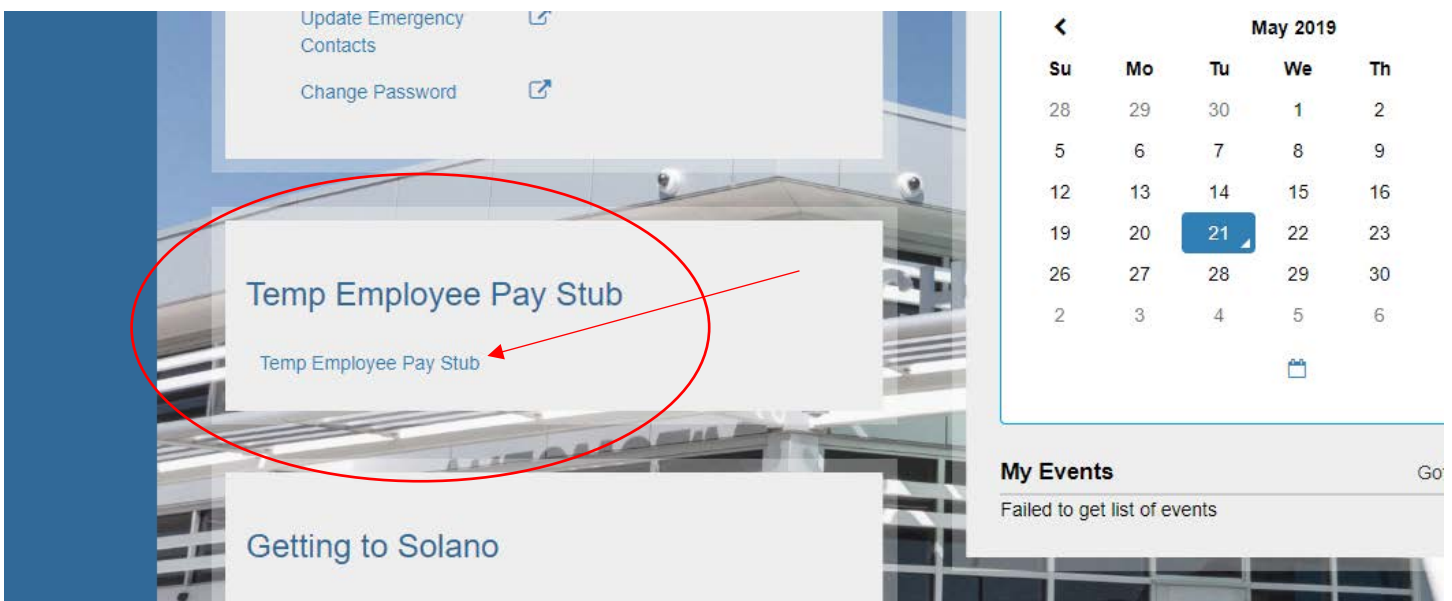 Update Emergency
Contacts
Change Password
Temp Employee Pay Stub
Temp Employee Pay Stub
Getting to Solano
May 2019
Su Mo Tu We Th
28 29 30 1 2
5 6 7 8 9
12 13 14 15 16
19 20 21 22 23
26 27 28 29 30
2 3 4 5 6
My Events
Failed to get list of events